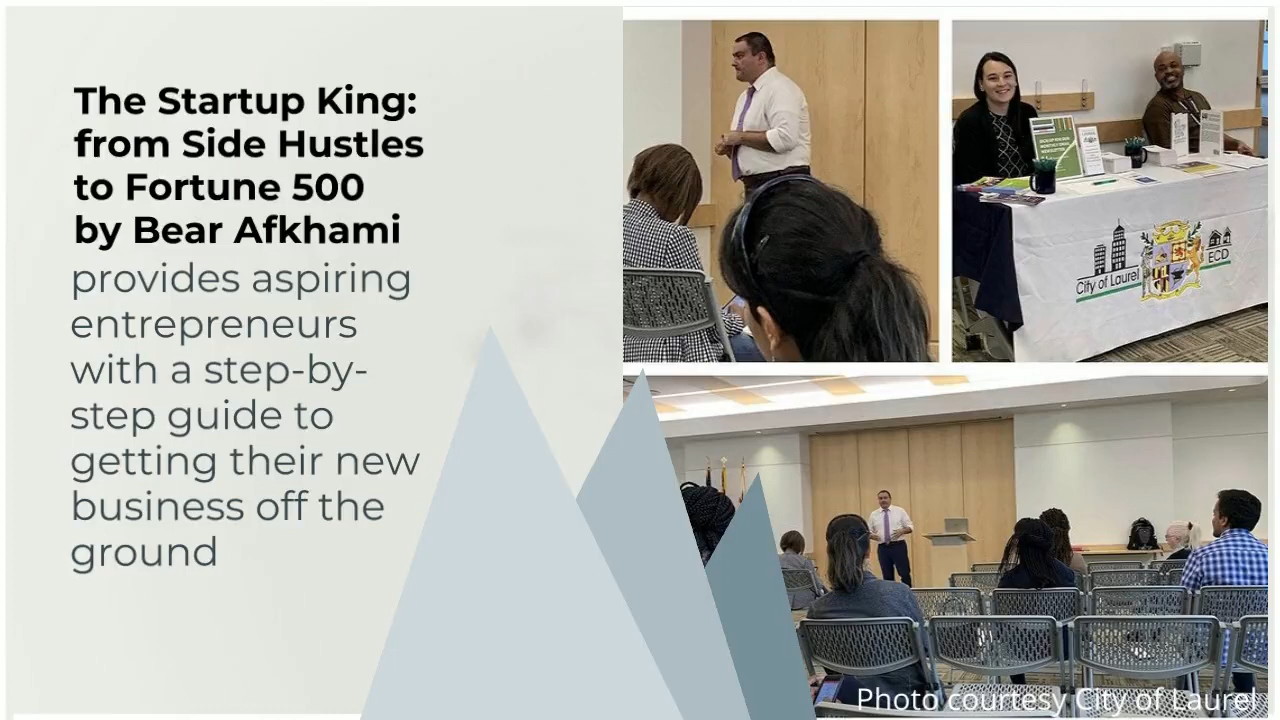 The Startup King:
from Side Hustles
to Fortune 500
by Bear Afkhami
provides aspiring
entrepreneurs
with a step-by-
step guide to
getting their new
business off the
ground
City of Laurel
ECD
Photo courtesy City of Laurel